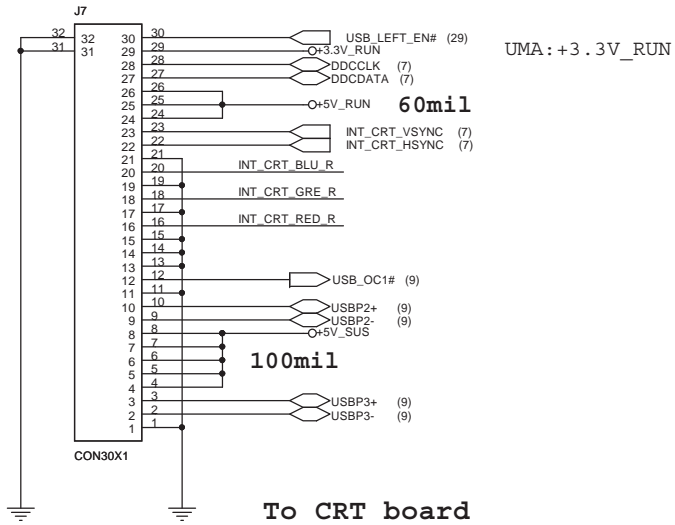 J7
32 32 30 30 USB_LEFT_EN# (29)
31 31 29 29 +3.3V_RUN UMA:+3.3V_RUN
28 28 DDCCLK (7)
27 27 DDCDATA (7)
26 26
25 25 +5V_RUN 60mil
24 24
23 23 INT_CRT_VSYNC (7)
22 22 INT_CRT_HSYNC (7)
21 21
20 20 INT_CRT_BLU_R
19 19
18 18 INT_CRT_GRE_R
17 17
16 16 INT_CRT_RED_R
15 15
14 14
13 13
12 12 USB_OC1# (9)
11 11
10 10 USBP2+ (9)
9 9 USBP2- (9)
8 8 +5V_SUS
7 7
6 6 100mil
5 5
4 4
3 3 USBP3+ (9)
2 2 USBP3- (9)
1 1
CON30X1
To CRT board